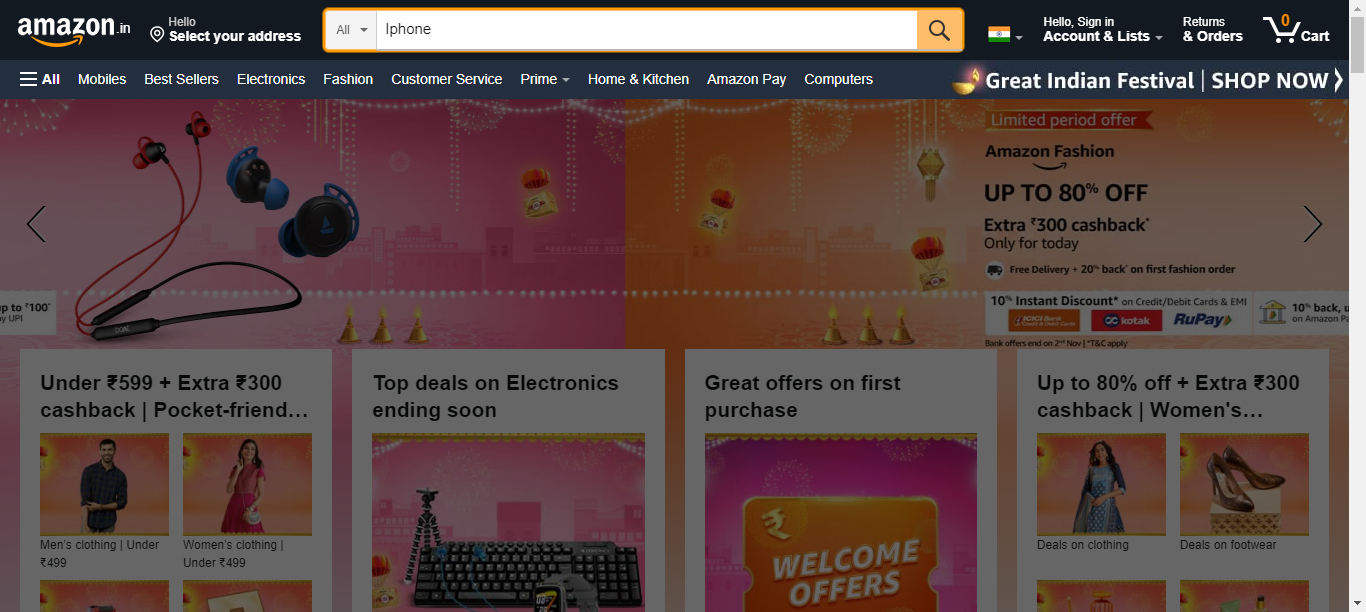 amazon.in
Hello
Select your address
All
Iphone
Hello, Sign in
Account & Lists
Returns
& Orders
0
Cart
All
Mobiles
Best Sellers
Electronics
Fashion
Customer Service
Prime
Home & Kitchen
Amazon Pay
Computers
Great Indian Festival | SHOP NOW
Limited period offer
Amazon Fashion
UP TO 80% OFF
Extra ₹300 cashback*
Only for today
Free Delivery + 20% back* on first fashion order
up to ₹100*
UPI
10% Instant Discount* on Credit/Debit Cards & EMI
ICICI Bank
Credit & Debit Cards
kotak
RuPay
10% back,
on Amazon
Bank offers end on 2nd Nov | *T&C apply
boAt
Under ₹599 + Extra ₹300
cashback | Pocket-friend...
Men's clothing | Under
₹499
Women's clothing |
Under ₹499
Top deals on Electronics
ending soon
Great offers on first
purchase
₹
WELCOME
OFFERS
Up to 80% off + Extra ₹300
cashback | Women's...
Deals on clothing
Deals on footwear